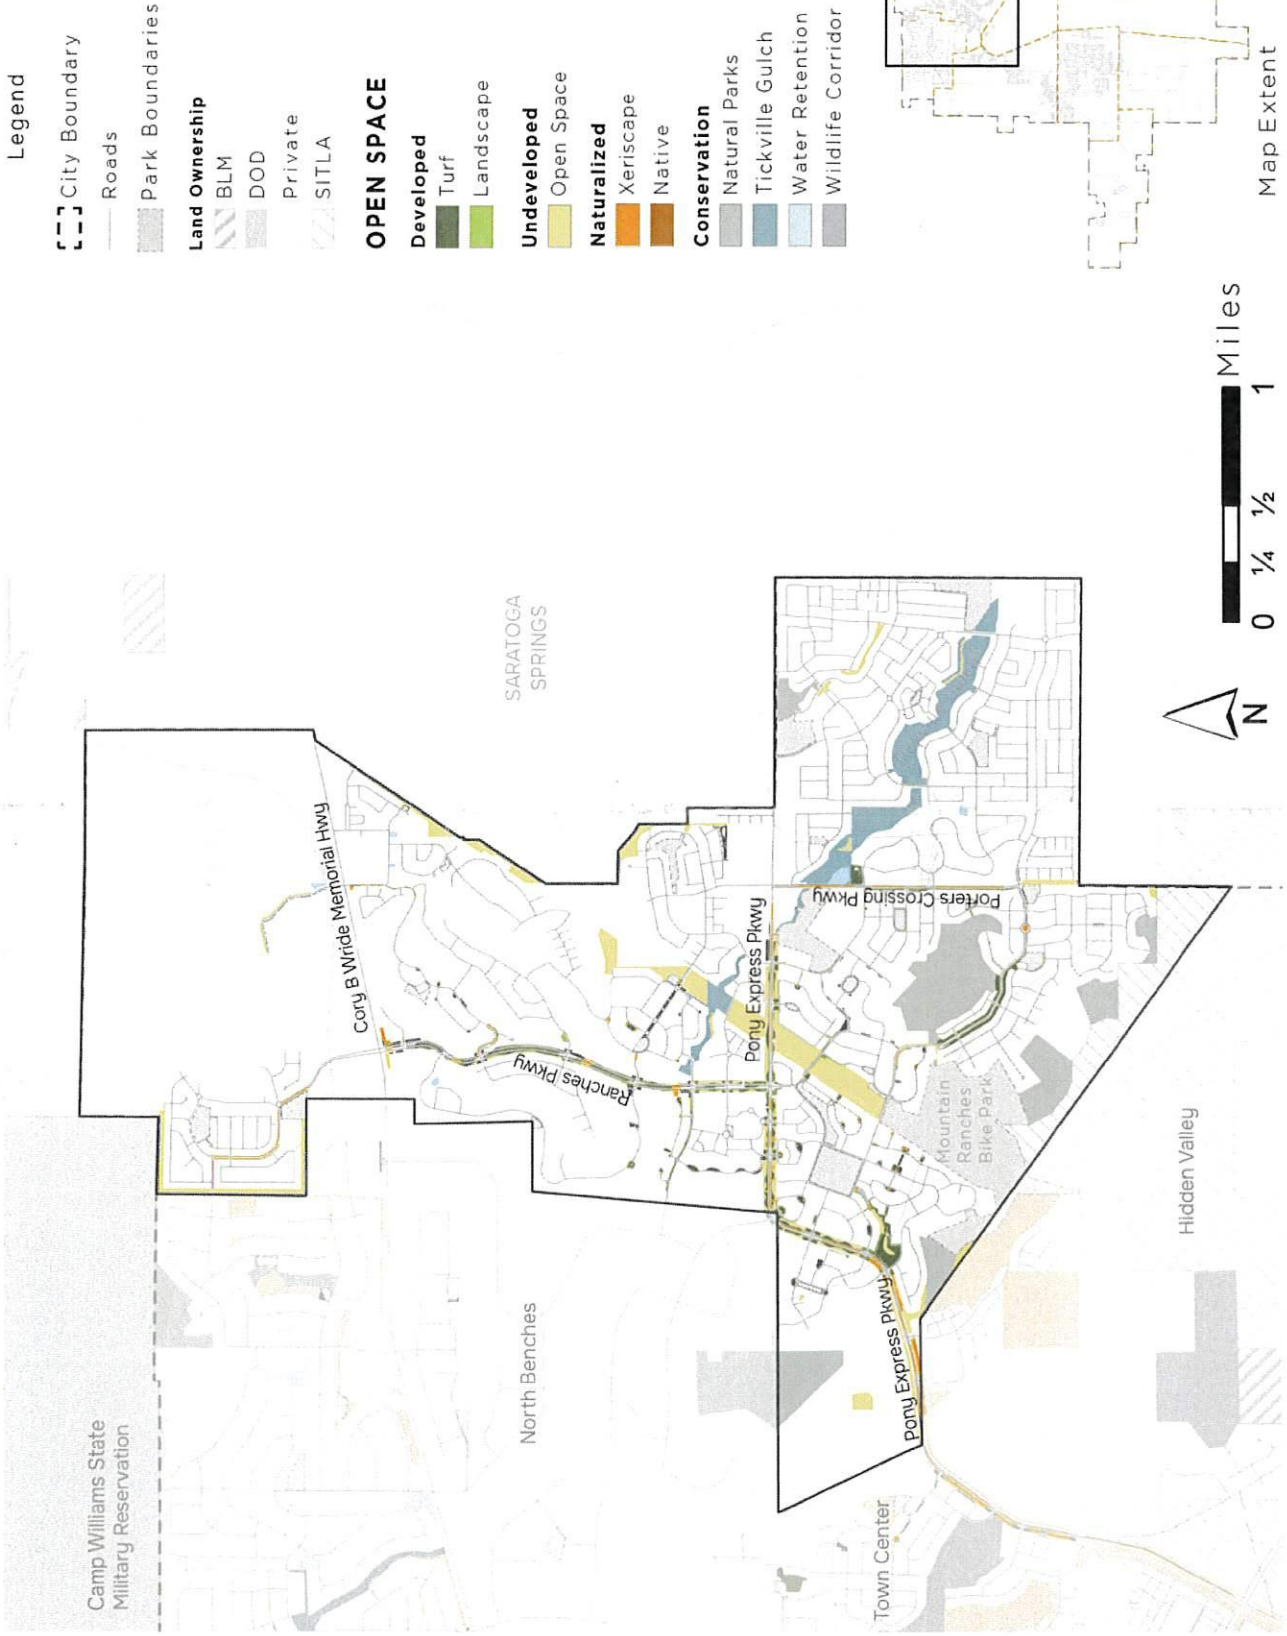 Legend
City Boundary
Roads
Park Boundaries
Land Ownership
BLM
DOD
Private
SITLA
OPEN SPACE
Developed
Turf
Landscape
Undeveloped
Open Space
Naturalized
Xeriscape
Native
Conservation
Natural Parks
Tickville Gulch
Water Retention
Wildlife Corridor
Map Extent
Camp Williams State
Military Reservation
SARATOGA
SPRINGS
Cory B Wride Memorial Hwy
Ranches Pkwy
North Benches
Pony Express Pkwy
Porters Crossing Pkwy
Pony Express Pkwy
Mountain
Ranches
Bike Park
Town Center
Hidden Valley
N
0 ¼ ½ 1
Miles